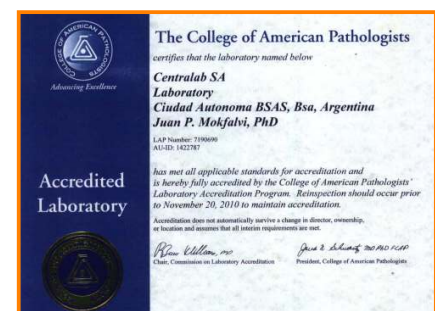 COLLEGE OF AMERICAN PATHOLOGISTS
Advancing Excellence
Accredited
Laboratory
The College of American Pathologists
certifies that the laboratory named below
Centralab SA
Laboratory
Ciudad Autonoma BSAS, Bsa, Argentina
Juan P. Mokfalvi, PhD
LAP Number: 7190690
AU-ID: 1422787
has met all applicable standards for accreditation and
is hereby fully accredited by the College of American Pathologists'
Laboratory Accreditation Program. Reinspection should occur prior
to November 20, 2010 to maintain accreditation.
Accreditation does not automatically survive a change in director, ownership,
or location and assumes that all interim requirements are met.
Chair, Commission on Laboratory Accreditation
President, College of American Pathologists